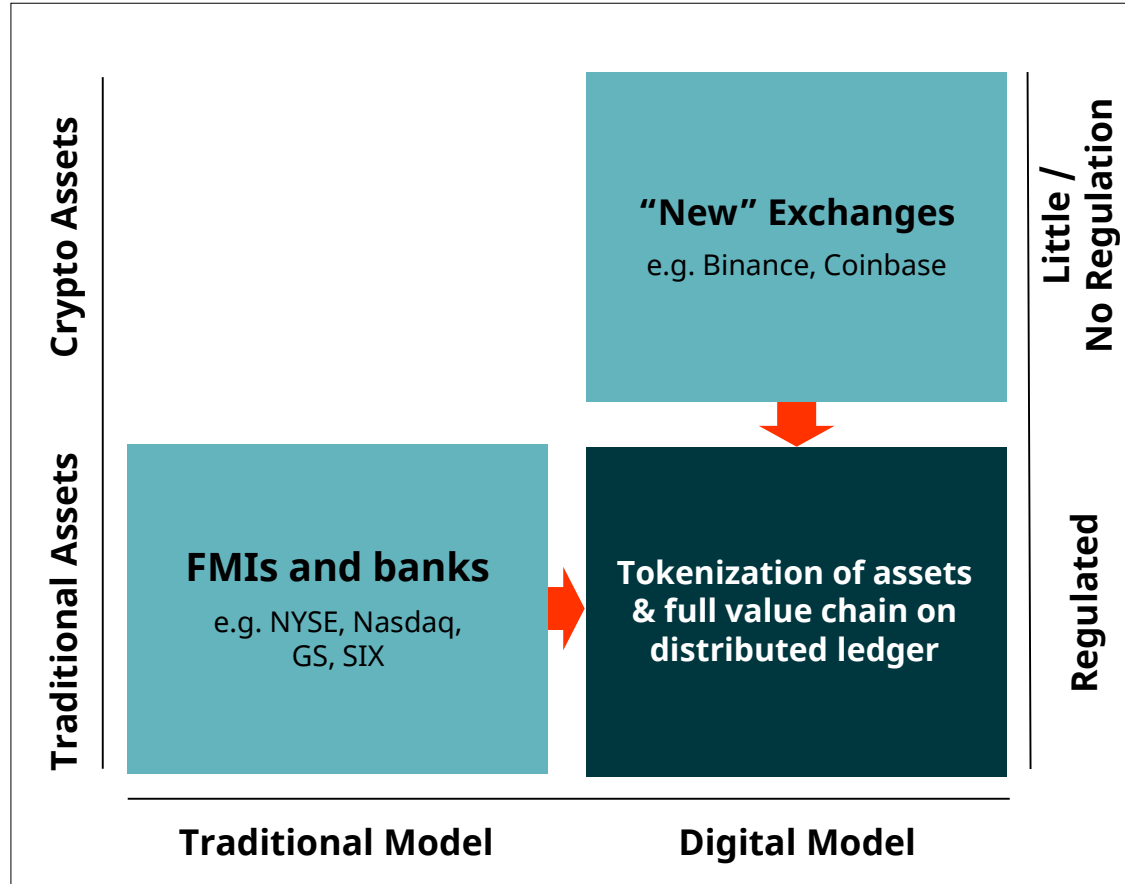 Crypto Assets
“New” Exchanges
e.g. Binance, Coinbase
Little /
No Regulation
Traditional Assets
FMIs and banks
e.g. NYSE, Nasdaq,
GS, SIX
Tokenization of assets
& full value chain on
distributed ledger
Regulated
Traditional Model
Digital Model